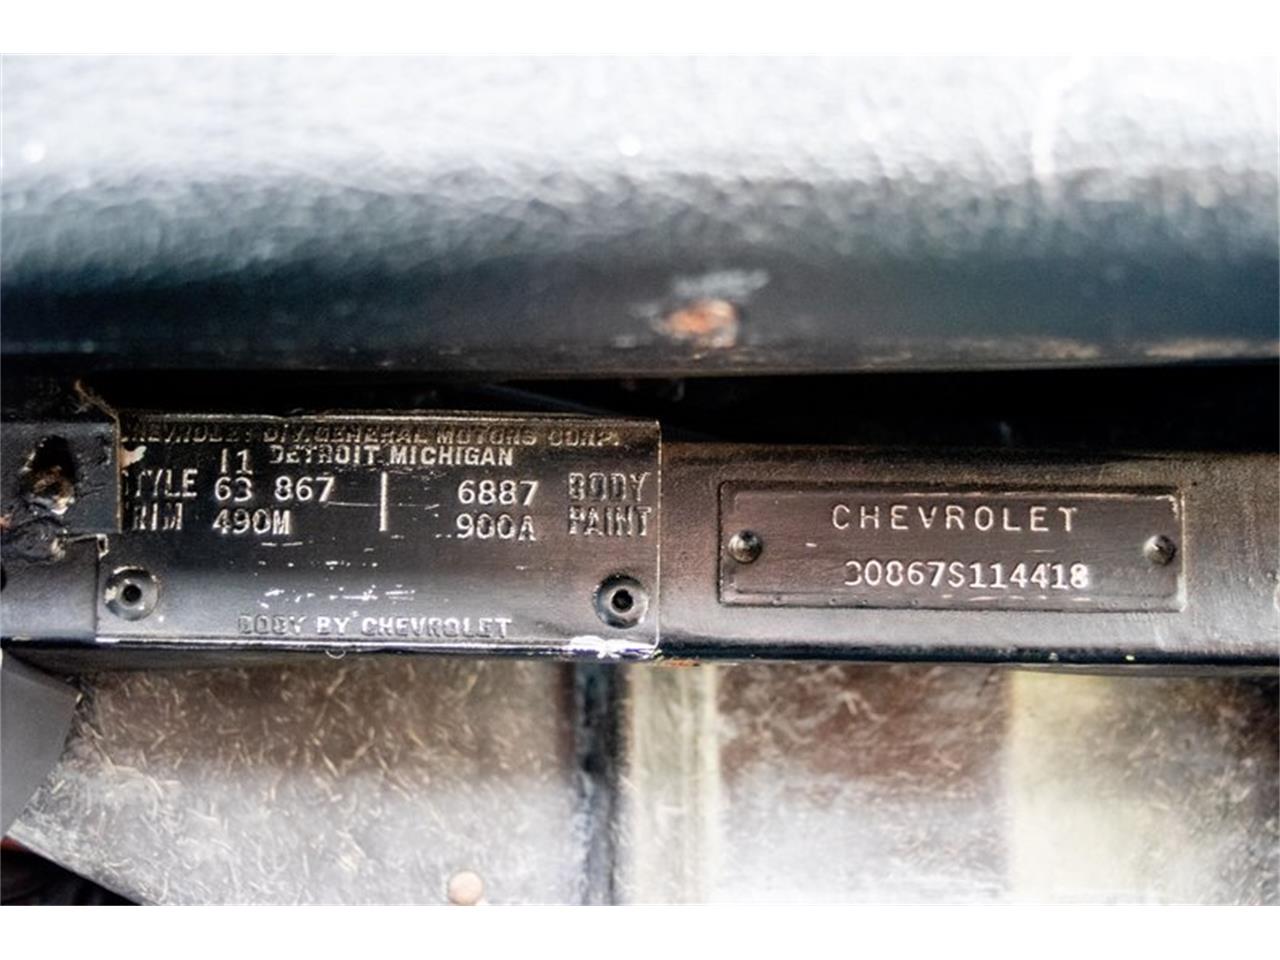 CHEVROLET DIV. GENERAL MOTORS CORP.
DETROIT, MICHIGAN
11
STYLE 63 867 6887 BODY
TRIM 490M 900A PAINT
BODY BY CHEVROLET
CHEVROLET
30867S114418